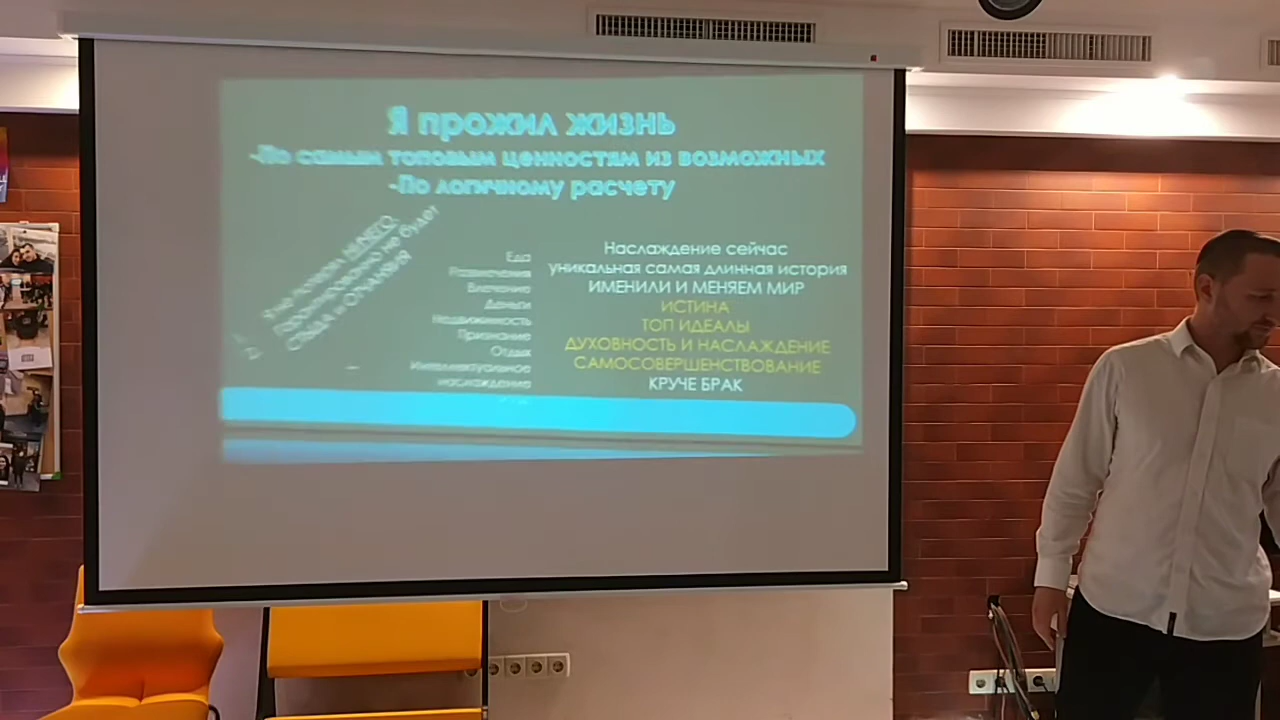 Я прожил жизнь
-По самым топовым ценностям из возможных
-По логичному расчету
Еда
Развлечения
Влечение
Деньги
Недвижимость
Признание
Отдых
Интеллектуальное
наслаждение
Наслаждение сейчас
уникальная самая длинная история
ИМЕНИЛИ И МЕНЯЕМ МИР
ИСТИНА
ТОП ИДЕАЛЫ
ДУХОВНОСТЬ И НАСЛАЖДЕНИЕ
САМОСОВЕРШЕНСТВОВАНИЕ
КРУЧЕ БРАК